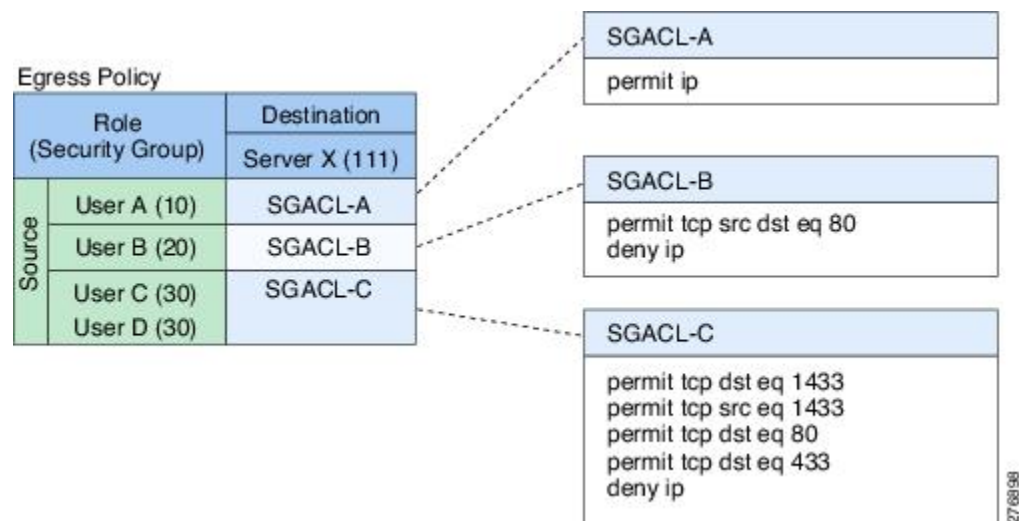 Egress Policy
Role
(Security Group)
Destination
Server X (111)
Source
User A (10)
SGACL-A
User B (20)
SGACL-B
User C (30)
User D (30)
SGACL-C
SGACL-A
permit ip
SGACL-B
permit tcp src dst eq 80
deny ip
SGACL-C
permit tcp dst eq 1433
permit tcp src eq 1433
permit tcp dst eq 80
permit tcp dst eq 433
deny ip
276898